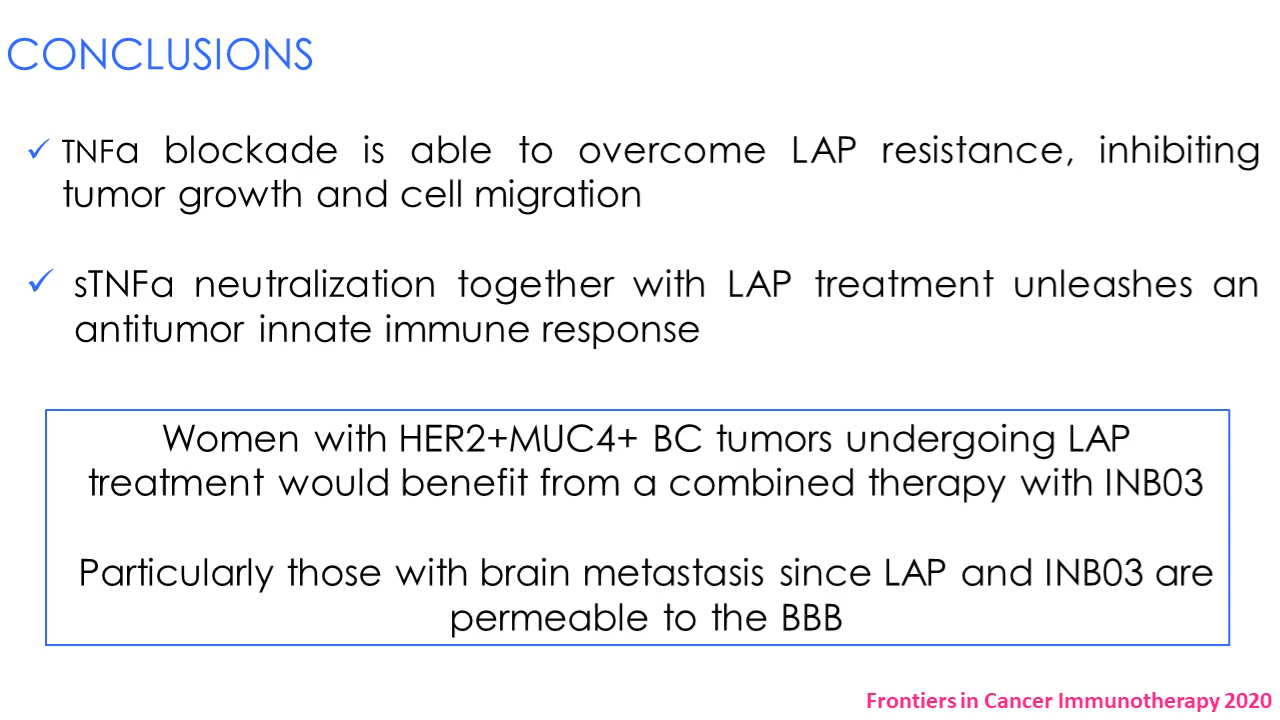 CONCLUSIONS
✓ TNFa blockade is able to overcome LAP resistance, inhibiting
tumor growth and cell migration
✓ sTNFa neutralization together with LAP treatment unleashes an
antitumor innate immune response
Women with HER2+MUC4+ BC tumors undergoing LAP
treatment would benefit from a combined therapy with INB03
Particularly those with brain metastasis since LAP and INB03 are
permeable to the BBB
Frontiers in Cancer Immunotherapy 2020